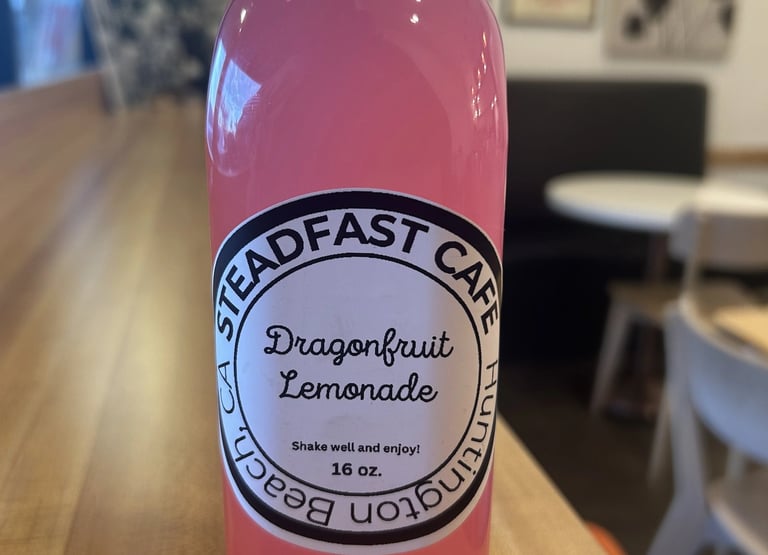 STEADFAST CAFE
Dragonfruit
Lemonade
Shake well and enjoy!
16 oz.
Huntington Beach, CA